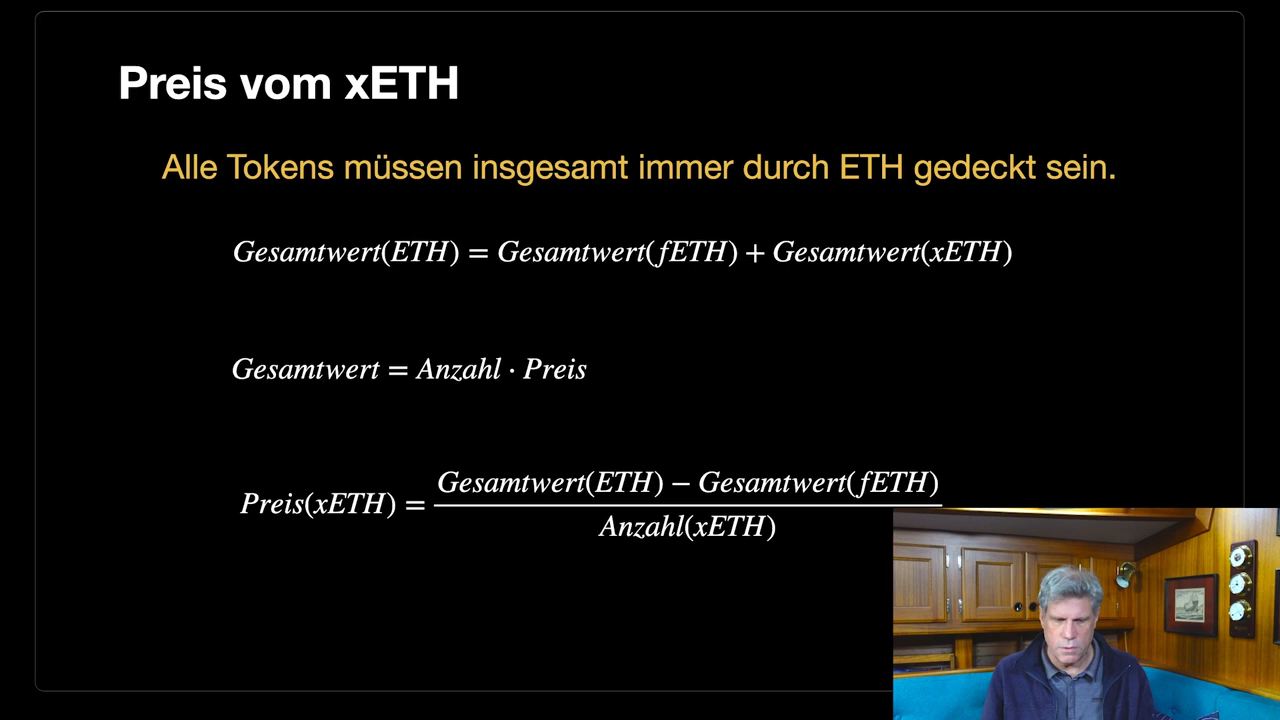 Preis vom xETH
Alle Tokens müssen insgesamt immer durch ETH gedeckt sein.
Gesamtwert(ETH) = Gesamtwert(fETH) + Gesamtwert(xETH)
Gesamtwert = Anzahl · Preis
Preis(xETH) = Gesamtwert(ETH) − Gesamtwert(fETH)
Anzahl(xETH)